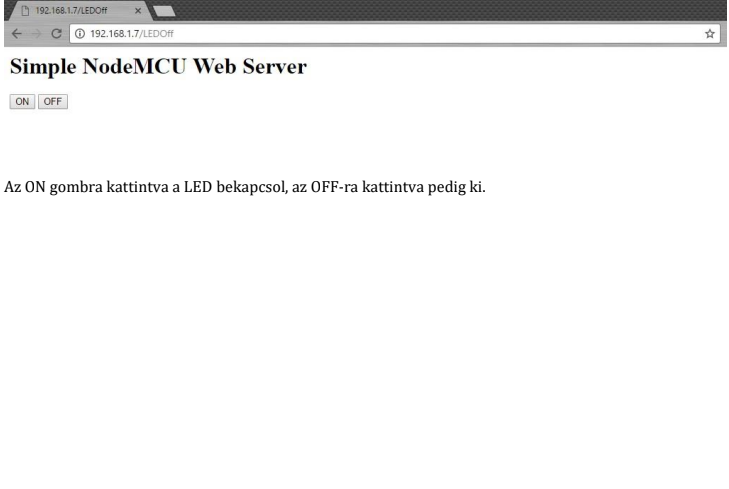 192.168.1.7/LEDOff
192.168.1.7/LEDOff
Simple NodeMCU Web Server
ON OFF
Az ON gombra kattintva a LED bekapcsol, az OFF-ra kattintva pedig ki.